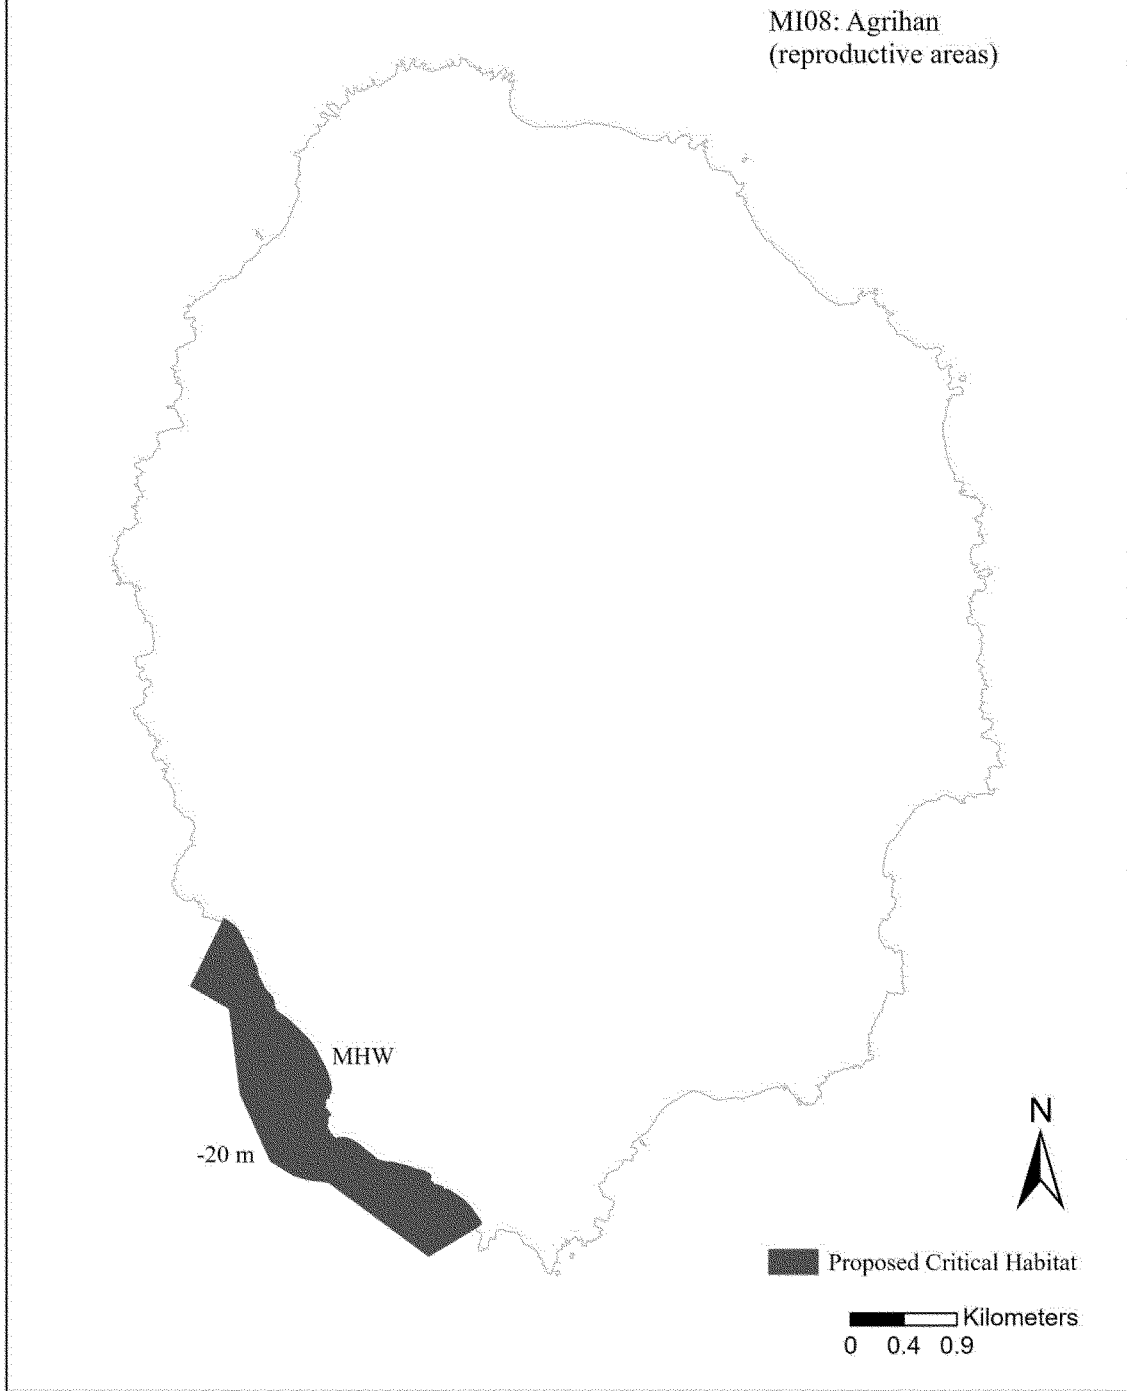 MI08: Agrihan
(reproductive areas)
MHW
-20 m
N
Proposed Critical Habitat
Kilometers
0 0.4 0.9